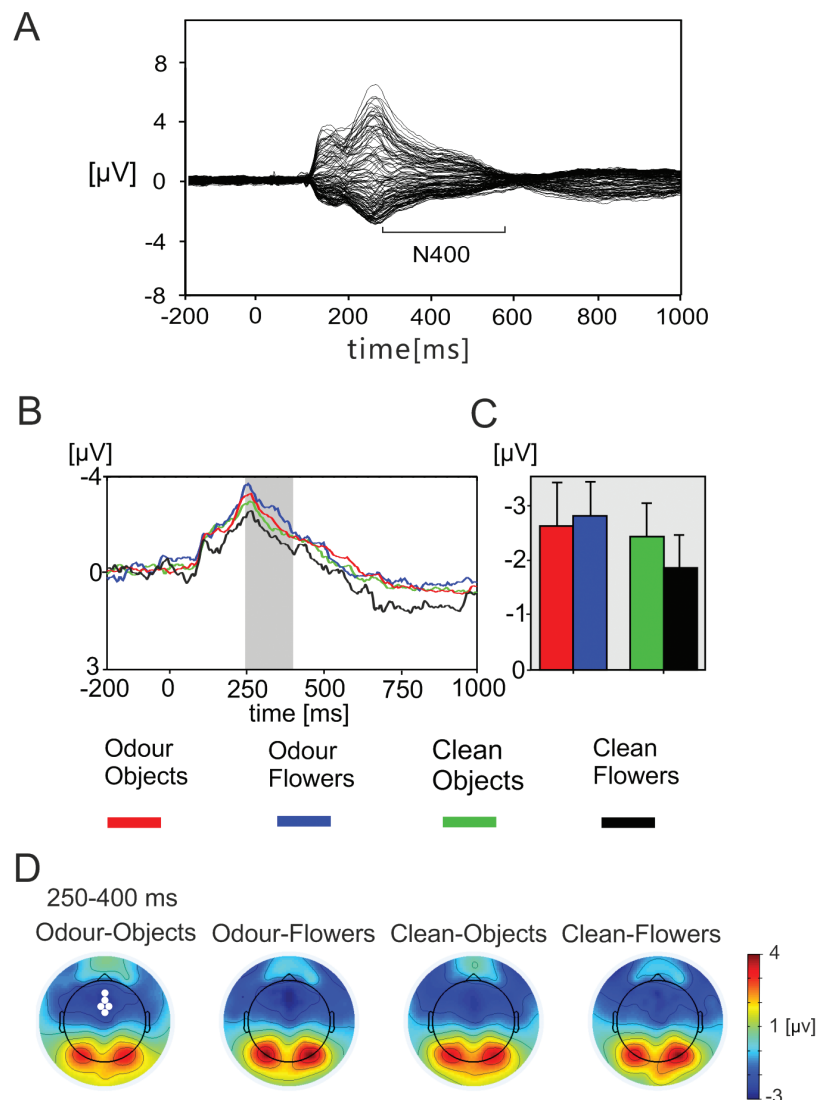 A
[µV]
8
4
0
-4
-8
N400
-200 0 200 400 600 800 1000
time[ms]
B
[µV]
-4
0
3
-200 0 250 500 750 1000
time [ms]
C
[µV]
-3
-2
-1
0
Odour
Objects
Odour
Flowers
Clean
Objects
Clean
Flowers
D
250-400 ms
Odour-Objects Odour-Flowers Clean-Objects Clean-Flowers
4
1 [µv]
-3